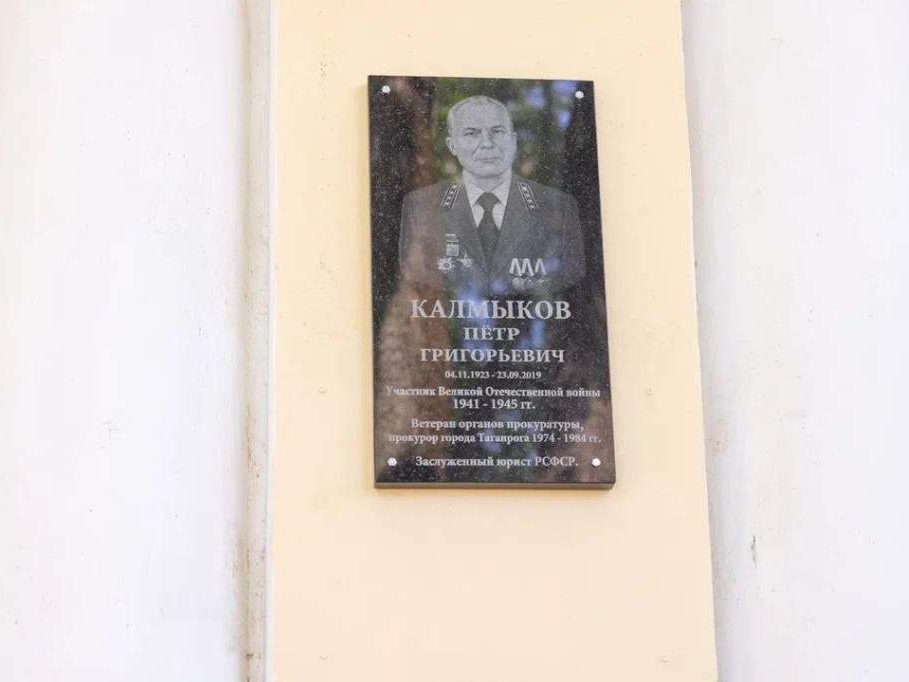 КАЛМЫКОВ
ПЁТР
ГРИГОРЬЕВИЧ
04.11.1923 - 23.09.2019
Участник Великой Отечественной войны
1941 - 1945 гг.
Ветеран органов прокуратуры,
прокурор города Таганрога 1974 - 1984 гг.
Заслуженный юрист РСФСР.